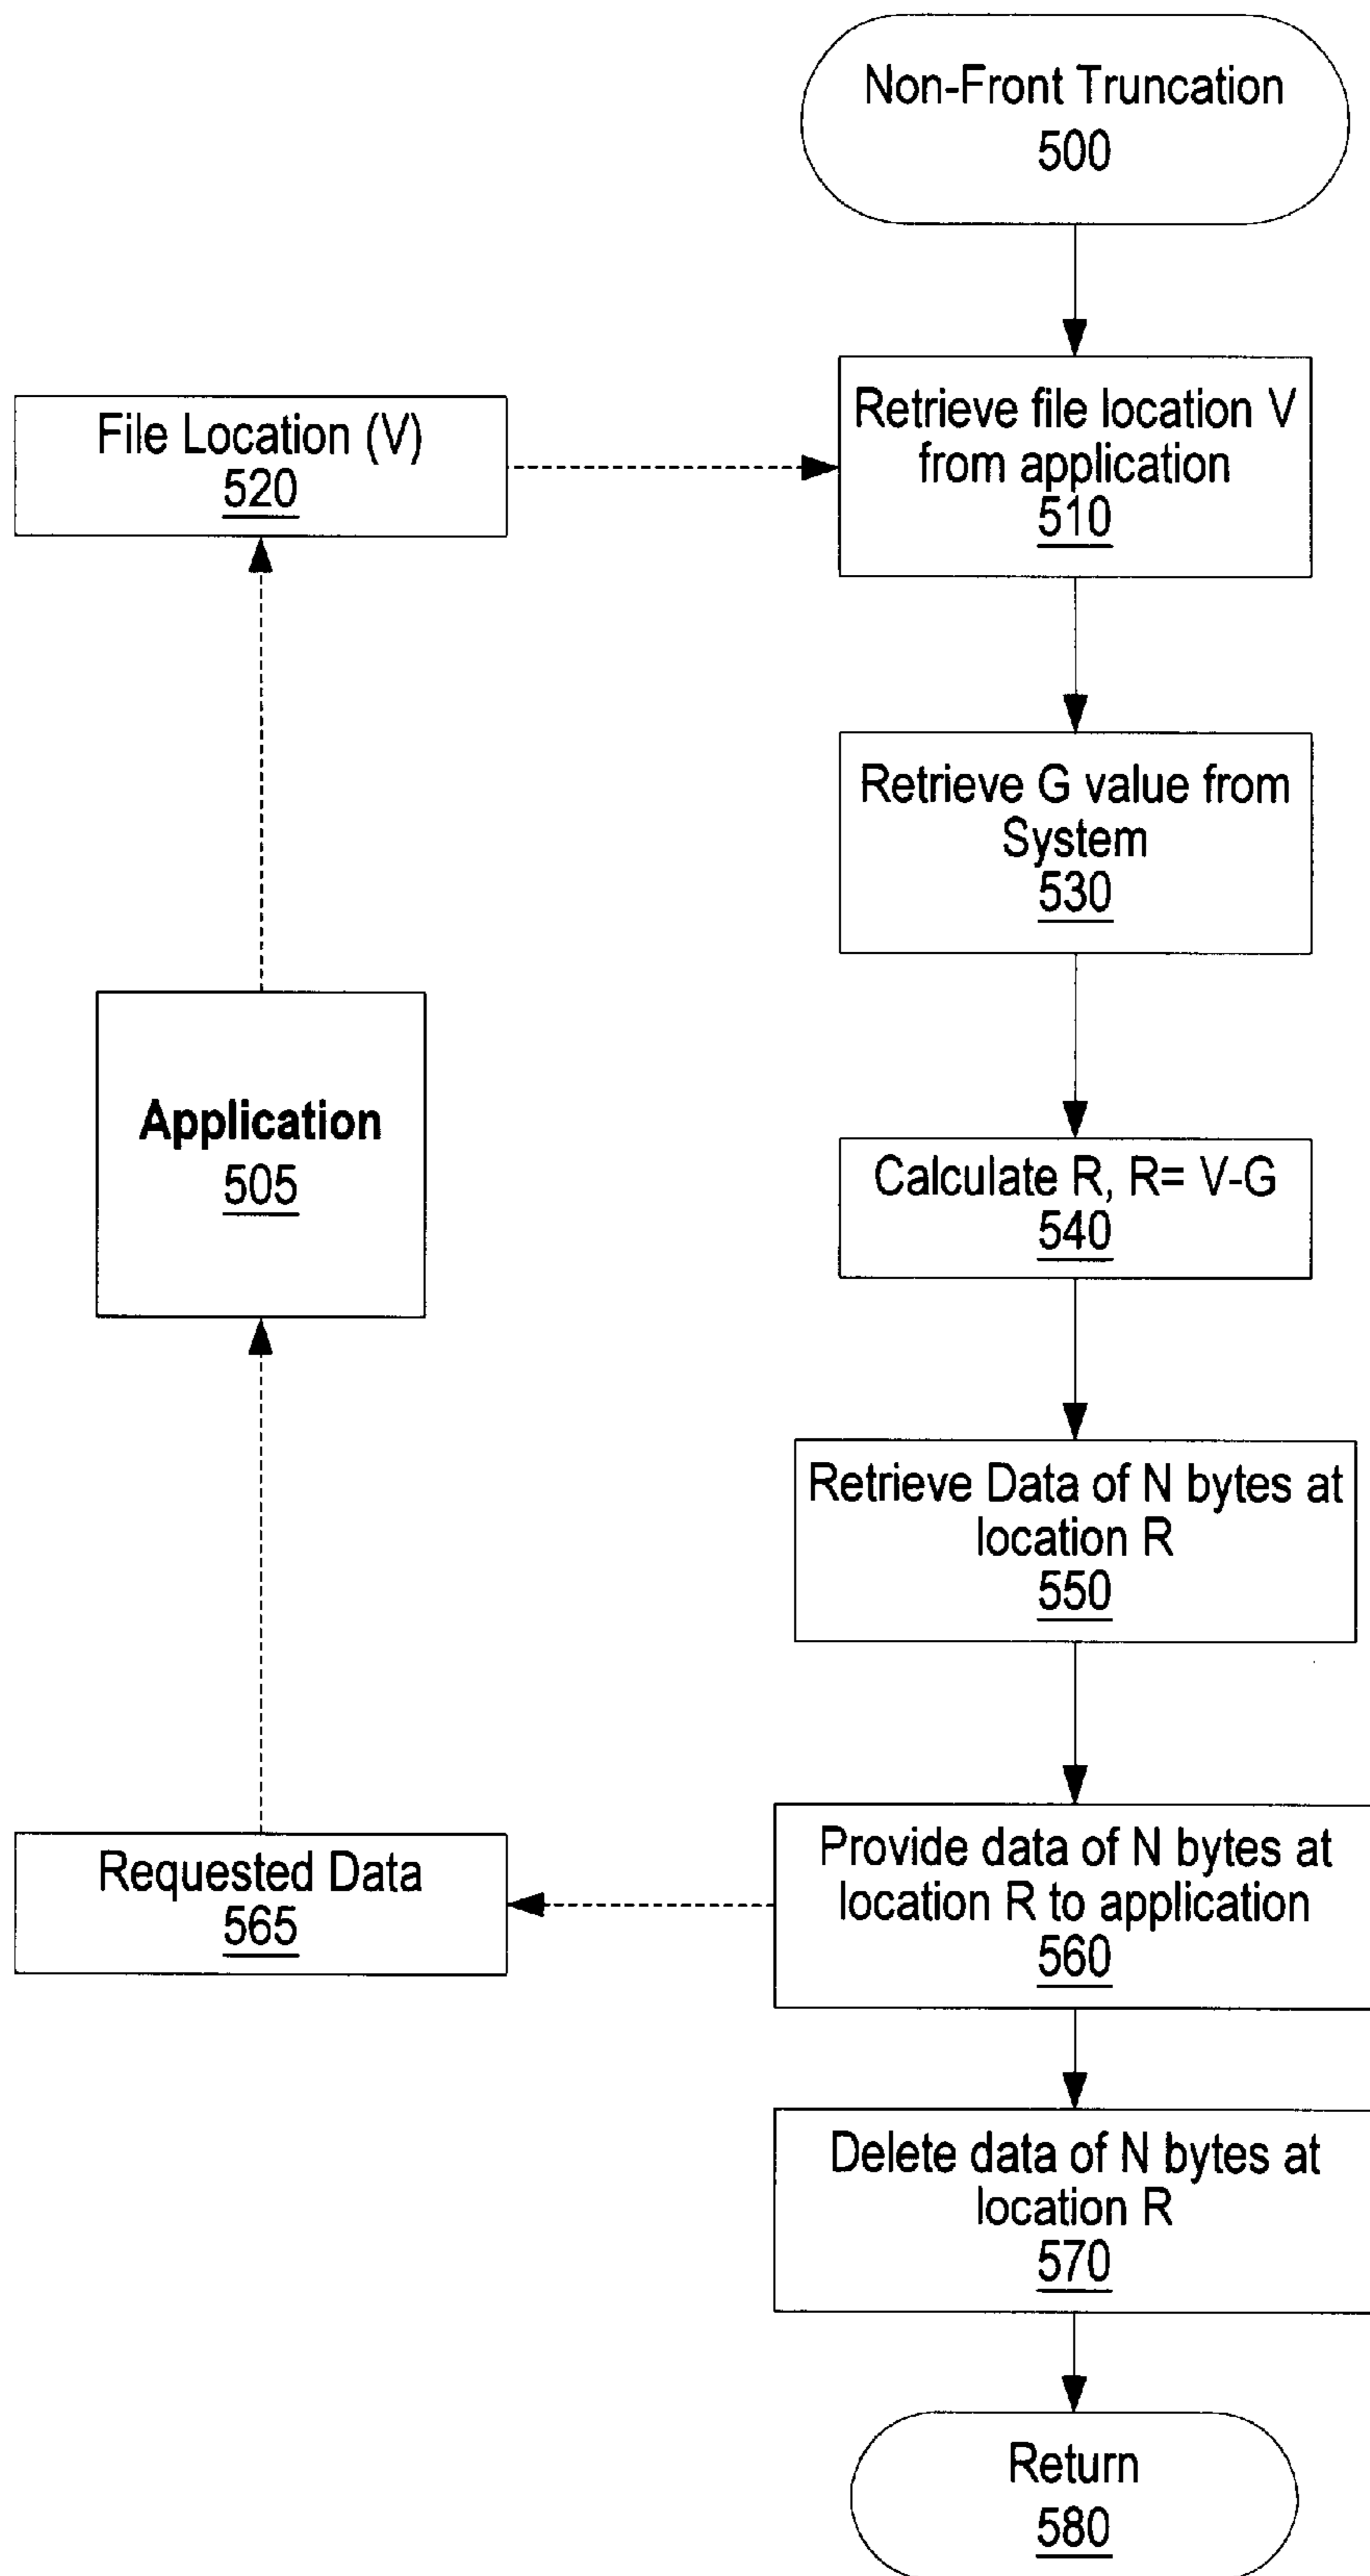 Non-Front Truncation
500
Retrieve file location V
from application
510
File Location (V)
520
Retrieve G value from
System
530
Application
505
Calculate R, R= V-G
540
Retrieve Data of N bytes at
location R
550
Provide data of N bytes at
location R to application
560
Requested Data
565
Delete data of N bytes at
location R
570
Return
580